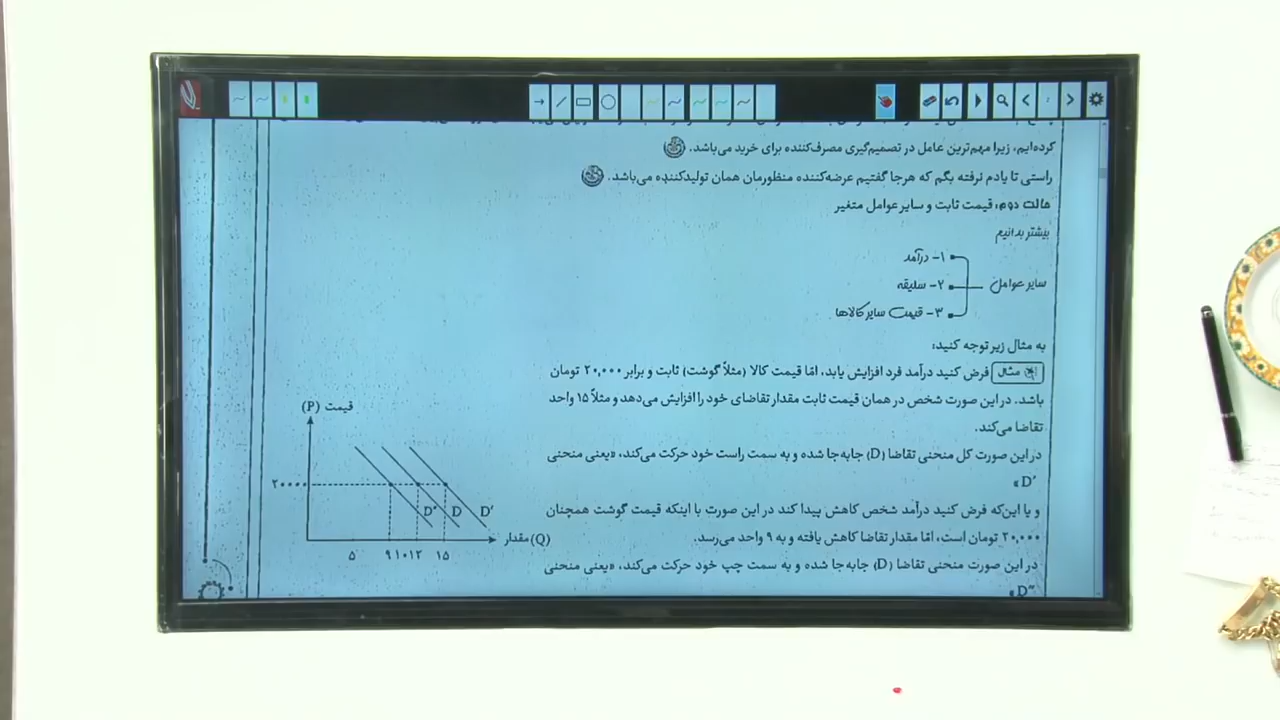 کرده‌ایم، زیرا مهم‌ترین عامل در تصمیم‌گیری مصرف‌کننده برای خرید می‌باشد.
راستی تا یادم نرفته بگم که هرجا گفتیم عرضه‌کننده منظورمان همان تولیدکننده می‌باشد.
حالت دوم: قیمت ثابت و سایر عوامل متغیر
بیشتر بدانیم
سایر عوامل
۱- درآمد
۲- سلیقه
۳- قیمت سایر کالاها
به مثال زیر توجه کنید:
مثال فرض کنید درآمد فرد افزایش یابد، امّا قیمت کالا (مثلاً گوشت) ثابت و برابر ۲۰,۰۰۰ تومان
باشد. در این صورت شخص در همان قیمت ثابت مقدار تقاضای خود را افزایش می‌دهد و مثلاً ۱۵ واحد
تقاضا می‌کند.
در این صورت کل منحنی تقاضا (D) جابه‌جا شده و به سمت راست خود حرکت می‌کند، «یعنی منحنی
D′»
و یا این‌که فرض کنید درآمد شخص کاهش پیدا کند در این صورت با اینکه قیمت گوشت همچنان
۲۰,۰۰۰ تومان است، امّا مقدار تقاضا کاهش یافته و به ۹ واحد می‌رسد.
در این صورت منحنی تقاضا (D) جابه‌جا شده و به سمت چپ خود حرکت می‌کند، «یعنی منحنی
D″»
قیمت (P)
۲۰۰۰۰
D″ D D′
مقدار (Q)
۵ ۹ ۱۰ ۱۲ ۱۵